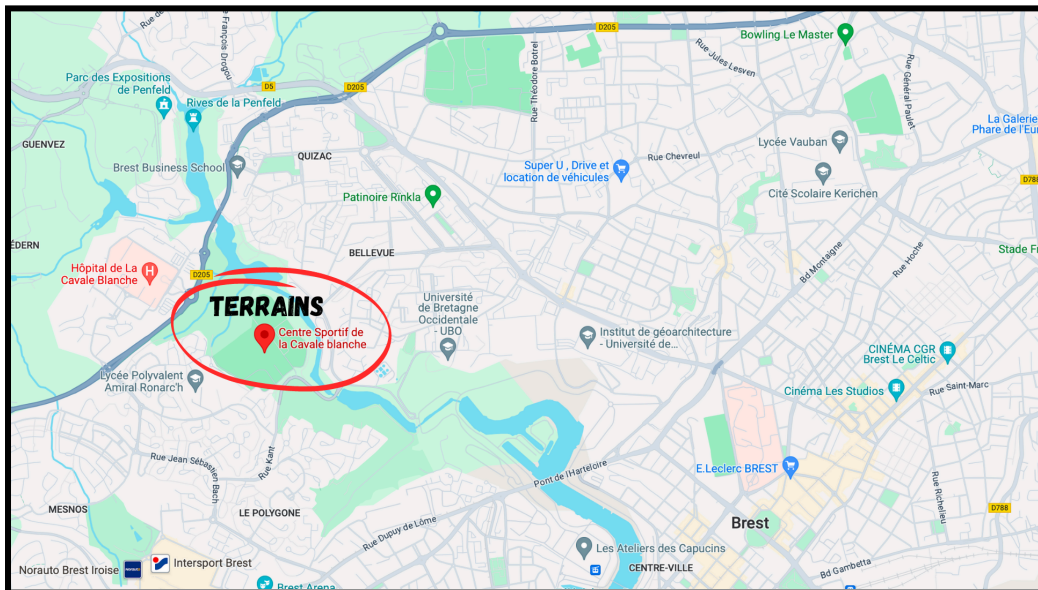 Rue de
François Drogou
D205
Bowling Le Master
Rue Jules Lesven
Rue Théodore Botrel
Rue Général Paulet
Parc des Expositions
de Penfeld
D5
D205
Rives de la Penfeld
La Galerie
Phare de l'Eur
GUENVEZ
QUIZAC
Brest Business School
Rue Chevreul
Lycée Vauban
Super U , Drive et
location de véhicules
D788
Cité Scolaire Kerichen
Patinoire Rïnkla
ÉDERN
BELLEVUE
Bd Montaigne
Rue Hoche
Stade Fr
Hôpital de La
Cavale Blanche
H
D205
TERRAINS
Université
de Bretagne
Occidentale
- UBO
Centre Sportif de
la Cavale blanche
Institut de géoarchitecture
- Université de...
CINÉMA CGR
Brest Le Celtic
Lycée Polyvalent
Amiral Ronarc'h
Cinéma Les Studios
Rue Saint-Marc
Rue Jean Sébastien Bach
Rue Kant
Pont de l'Harteloire
E.Leclerc BREST
Rue Richelieu
MESNOS
LE POLYGONE
D788
Rue Dupuy de Lôme
Brest
Les Ateliers des Capucins
Norauto Brest Iroise
NORAUTO
Intersport Brest
CENTRE-VILLE
Bd Gambetta
Brest Arena